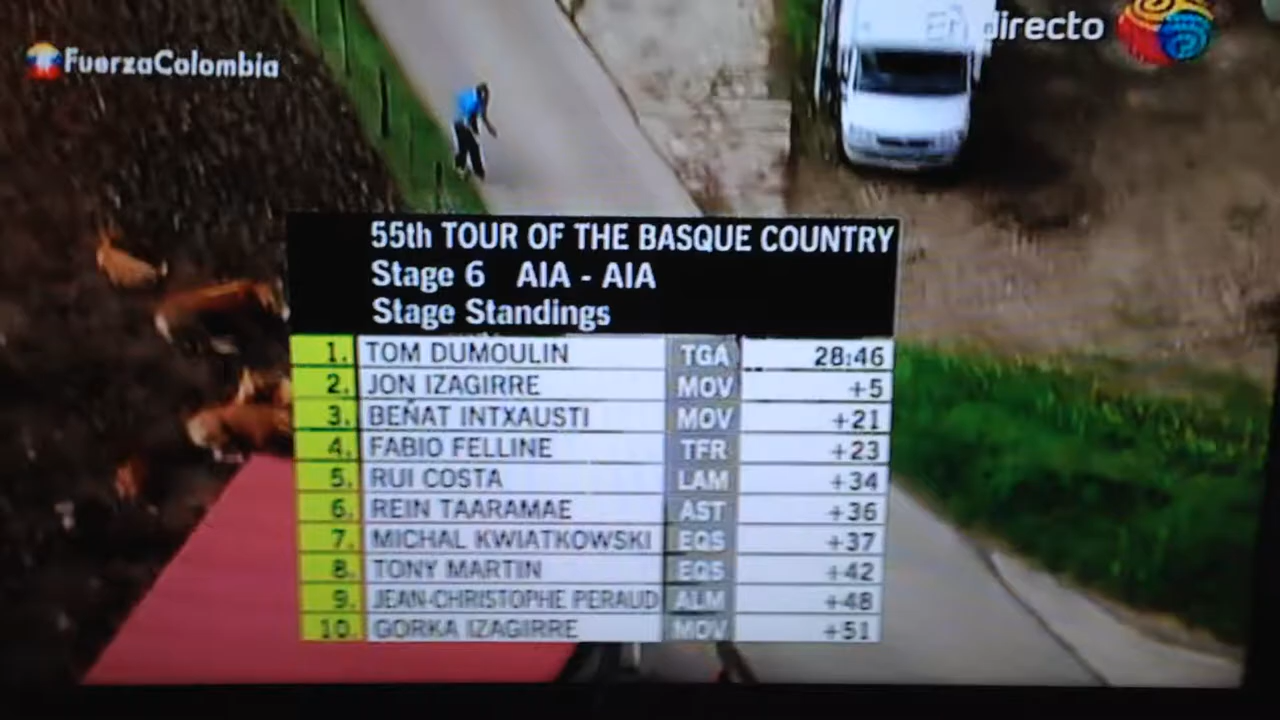 #FuerzaColombia
En directo
55th TOUR OF THE BASQUE COUNTRY
Stage 6 AIA - AIA
Stage Standings
1. TOM DUMOULIN TGA 28:46
2. JON IZAGIRRE MOV +5
3. BEÑAT INTXAUSTI MOV +21
4. FABIO FELLINE TFR +23
5. RUI COSTA LAM +34
6. REIN TAARAMAE AST +36
7. MICHAL KWIATKOWSKI EQS +37
8. TONY MARTIN EQS +42
9. JEAN-CHRISTOPHE PERAUD ALM +48
10. GORKA IZAGIRRE MOV +51